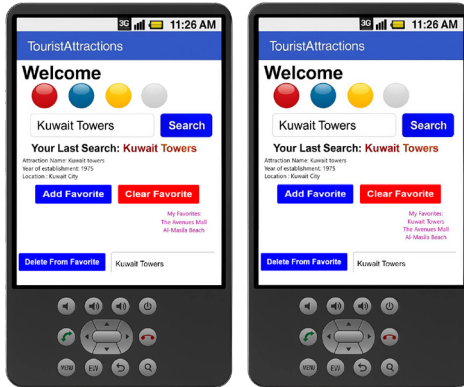 3G 11:26 AM
TouristAttractions
Welcome
Kuwait Towers Search
Your Last Search: Kuwait Towers
Attraction Name: Kuwait towers
Year of establishment: 1975
Location : Kuwait City
Add Favorite Clear Favorite
My Favorites:
The Avenues Mall
Al-Masila Beach
Delete From Favorite Kuwait Towers
MENU
3G 11:26 AM
TouristAttractions
Welcome
Kuwait Towers Search
Your Last Search: Kuwait Towers
Attraction Name: Kuwait towers
Year of establishment: 1975
Location : Kuwait City
Add Favorite Clear Favorite
My Favorites:
Kuwait Towers
The Avenues Mall
Al-Masila Beach
Delete From Favorite Kuwait Towers
MENU